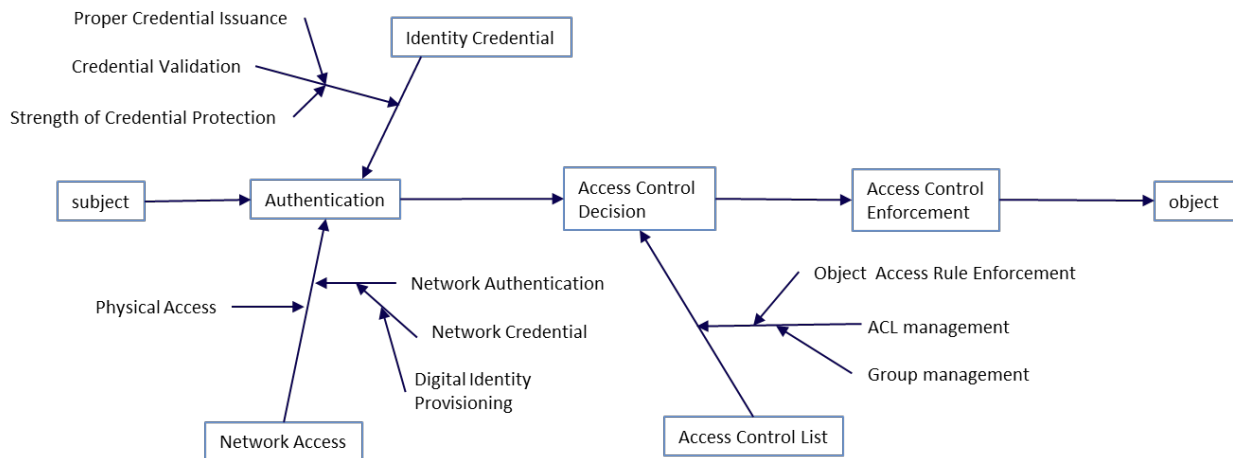 Proper Credential Issuance
Identity Credential
Credential Validation
Strength of Credential Protection
subject
Authentication
Access Control
Decision
Access Control
Enforcement
object
Physical Access
Network Authentication
Network Credential
Digital Identity
Provisioning
Object  Access Rule Enforcement
ACL management
Group management
Network Access
Access Control List